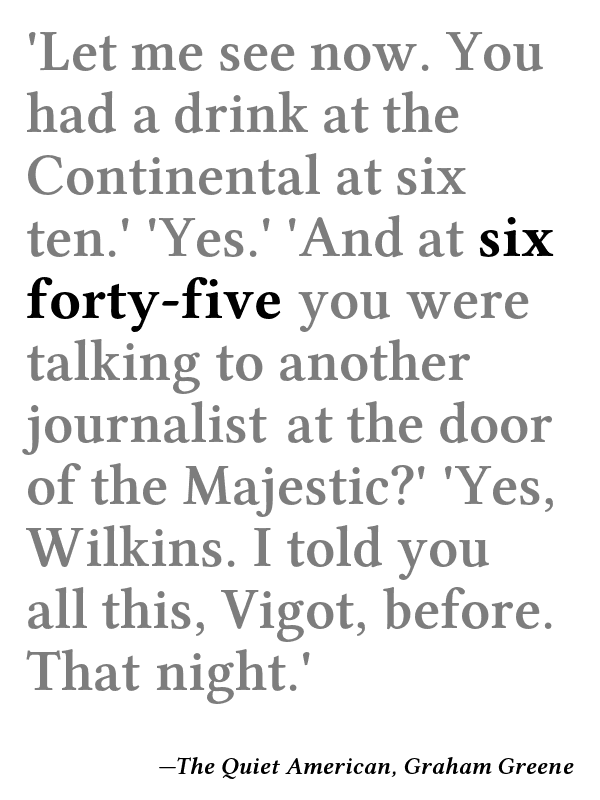 'Let me see now. You
had a drink at the
Continental at six
ten.' 'Yes.' 'And at six
forty-five you were
talking to another
journalist at the door
of the Majestic?' 'Yes,
Wilkins. I told you
all this, Vigot, before.
That night.'
—The Quiet American, Graham Greene